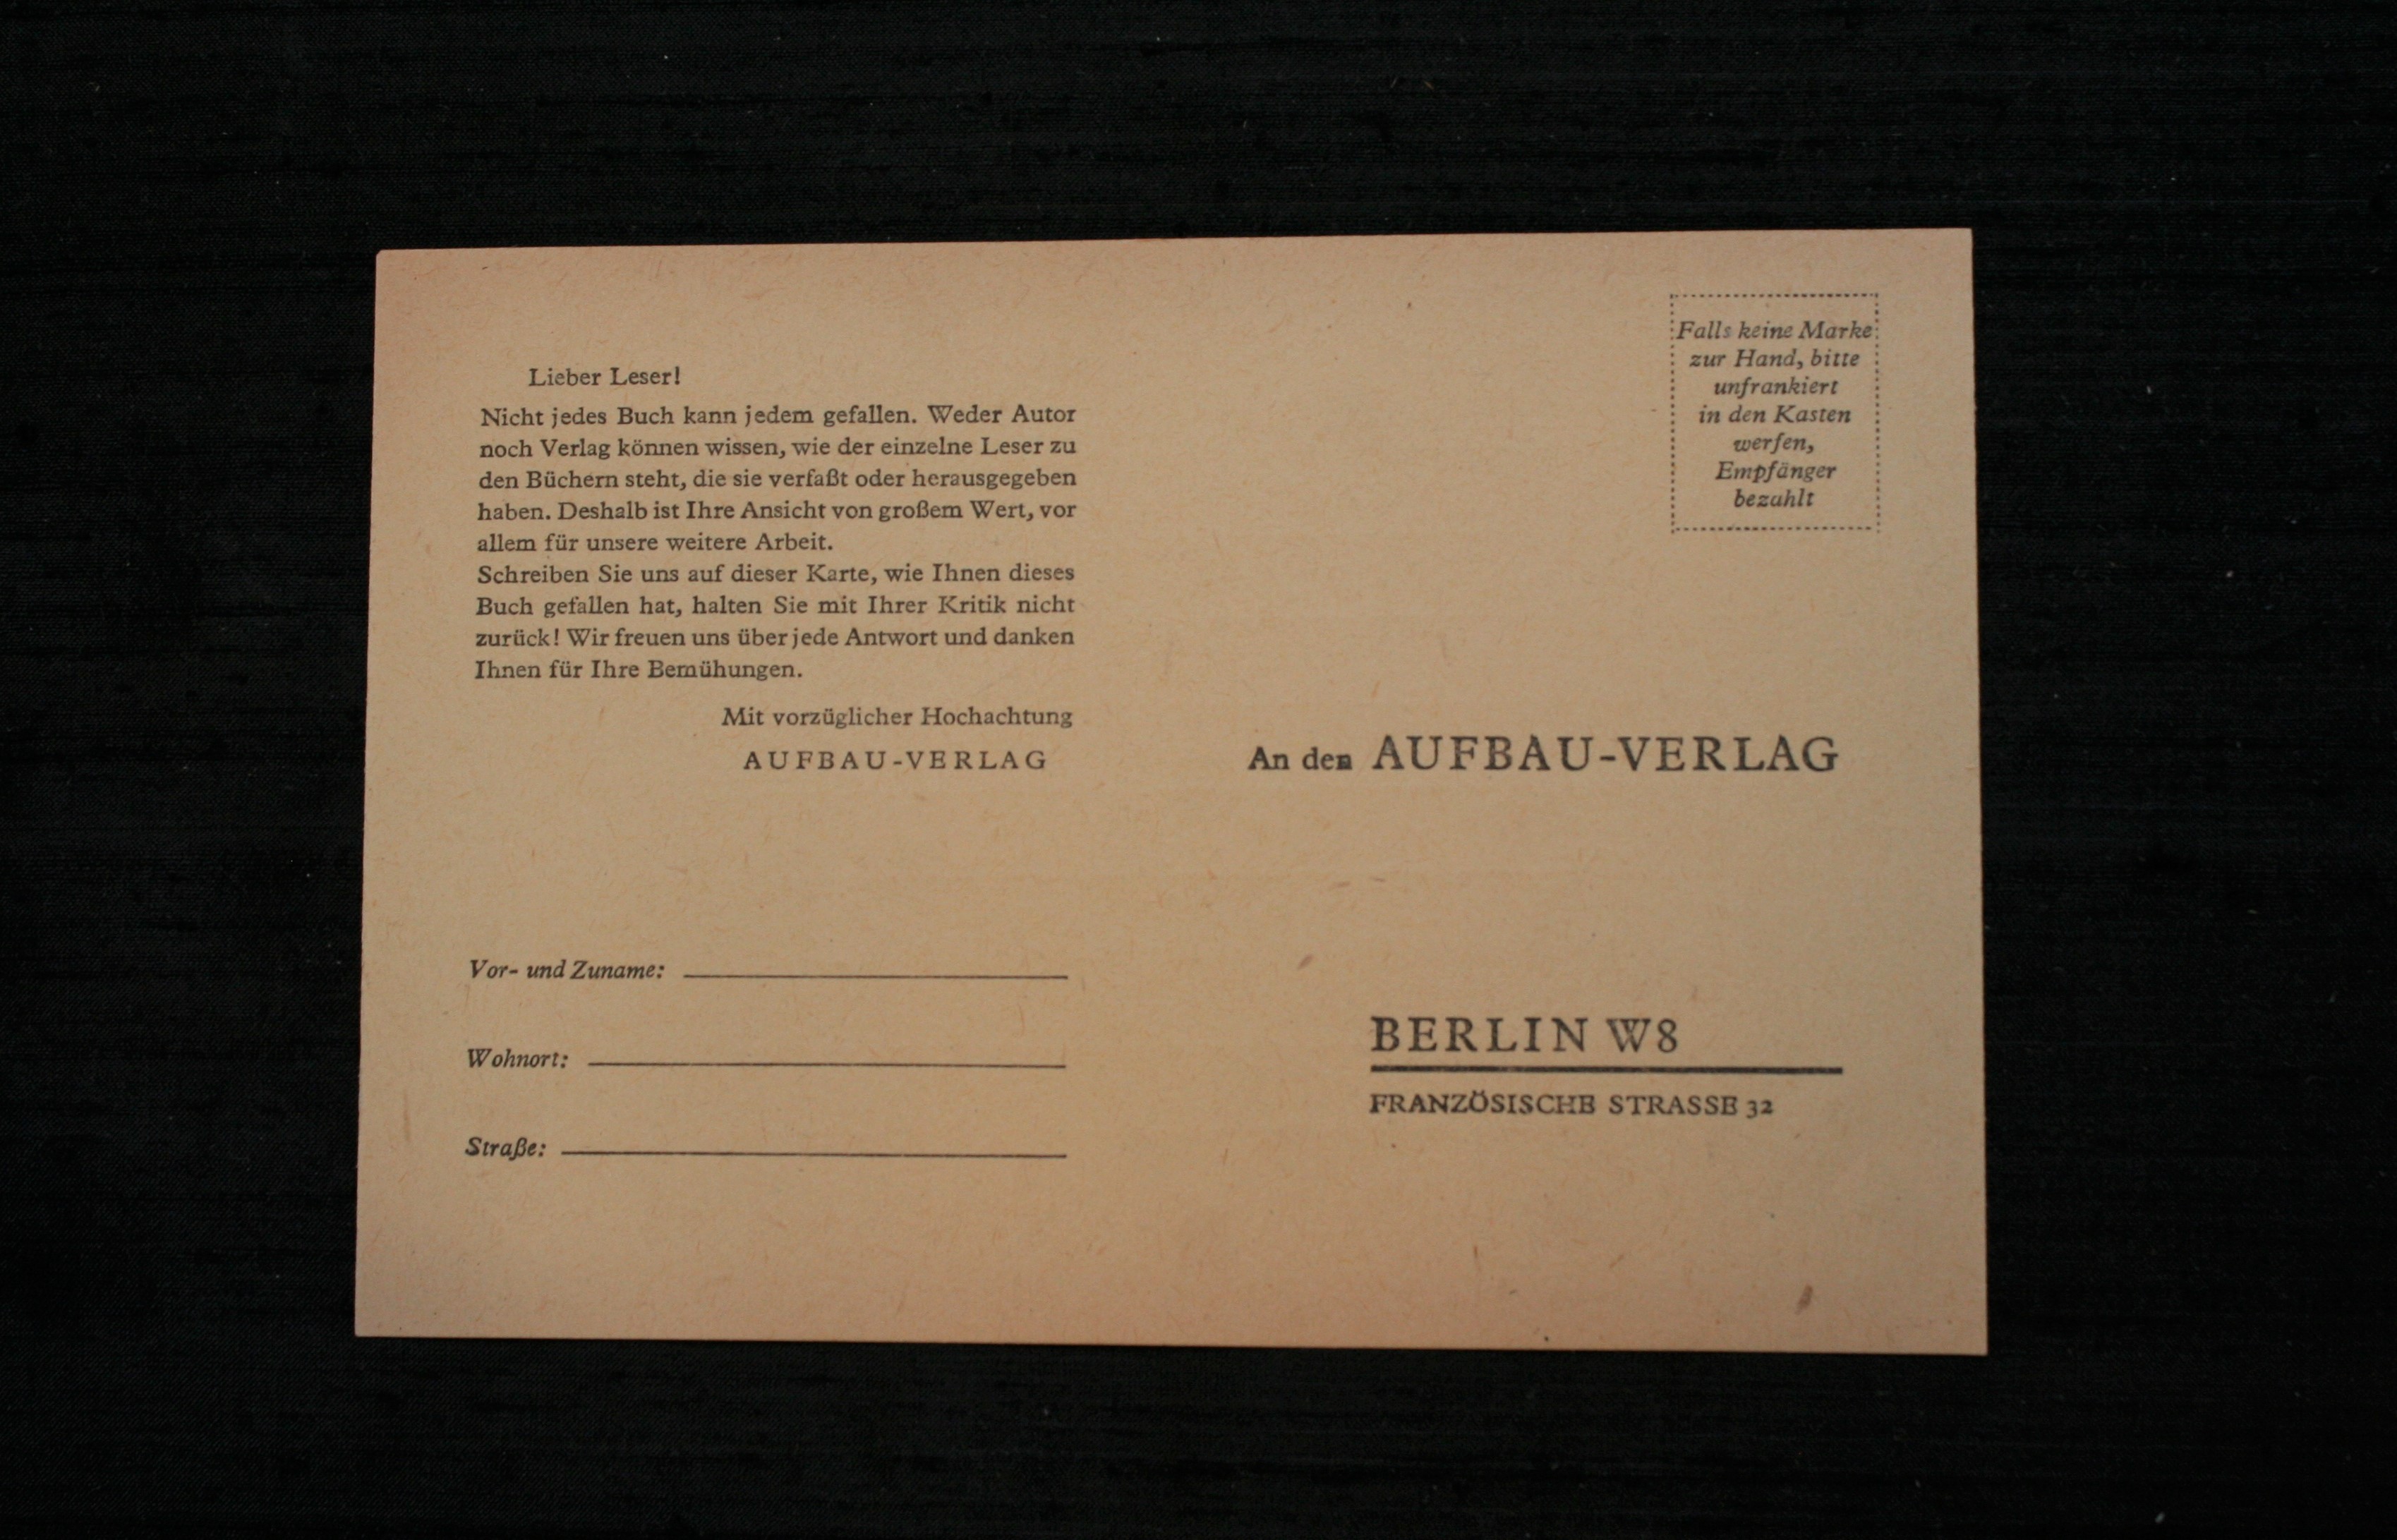 Lieber Leser!
Nicht jedes Buch kann jedem gefallen. Weder Autor
noch Verlag können wissen, wie der einzelne Leser zu
den Büchern steht, die sie verfaßt oder herausgegeben
haben. Deshalb ist Ihre Ansicht von großem Wert, vor
allem für unsere weitere Arbeit.
Schreiben Sie uns auf dieser Karte, wie Ihnen dieses
Buch gefallen hat, halten Sie mit Ihrer Kritik nicht
zurück! Wir freuen uns über jede Antwort und danken
Ihnen für Ihre Bemühungen.
Mit vorzüglicher Hochachtung
AUFBAU-VERLAG
Vor- und Zuname:
Wohnort:
Straße:
Falls keine Marke
zur Hand, bitte
unfrankiert
in den Kasten
werfen,
Empfänger
bezahlt
An den AUFBAU-VERLAG
BERLIN W8
FRANZÖSISCHE STRASSE 32